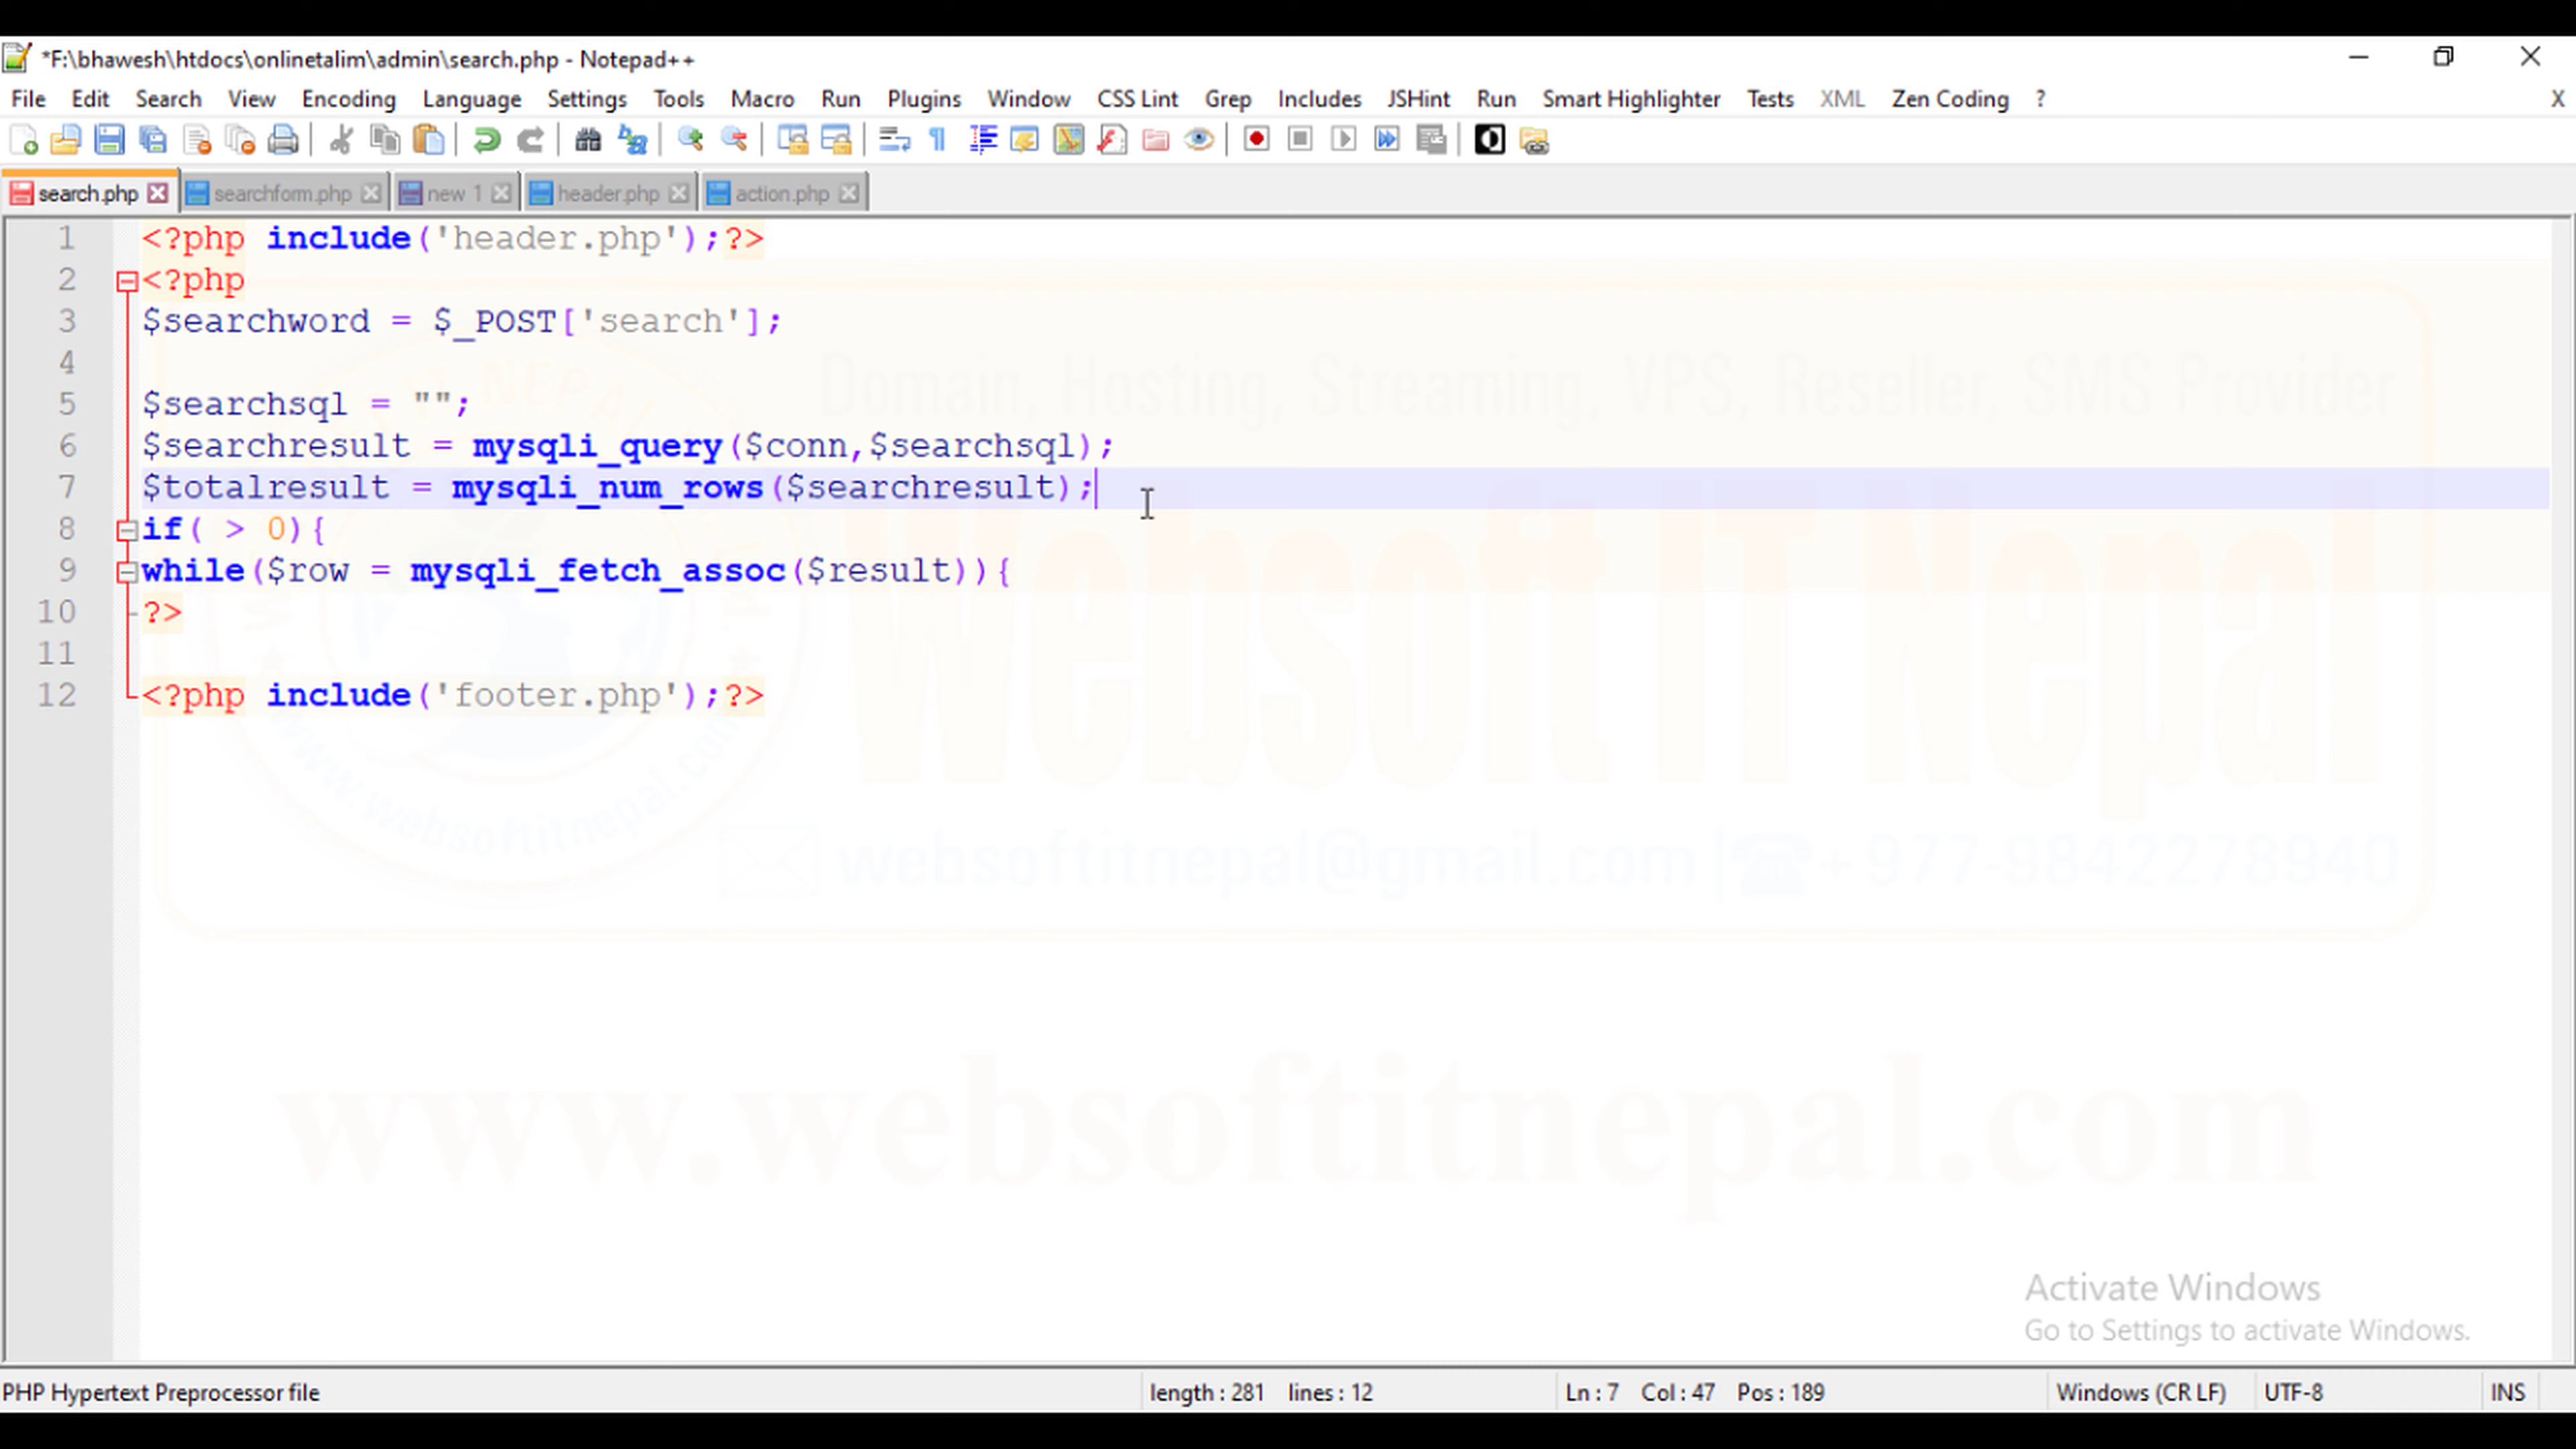 *F:\bhawesh\htdocs\onlinetalim\admin\search.php - Notepad++
File Edit Search View Encoding Language Settings Tools Macro Run Plugins Window CSS Lint Grep Includes JSHint Run Smart Highlighter Tests XML Zen Coding ? X
search.php searchform.php new 1 header.php action.php
1 <?php include('header.php');?>
2 <?php
3 $searchword = $_POST['search'];
4
5 $searchsql = "";
6 $searchresult = mysqli_query($conn,$searchsql);
7 $totalresult = mysqli_num_rows($searchresult);
8 if( > 0){
9 while($row = mysqli_fetch_assoc($result)){
10 ?>
11
12 <?php include('footer.php');?>
Domain, Hosting, Streaming, VPS, Reseller, SMS Provider
Websoft IT Nepal
websoftitnepal@gmail.com | ☎+977-9842278940
www.websoftitnepal.com
www.websoftitnepal.com
Activate Windows
Go to Settings to activate Windows.
PHP Hypertext Preprocessor file length : 281 lines : 12 Ln : 7 Col : 47 Pos : 189 Windows (CR LF) UTF-8 INS